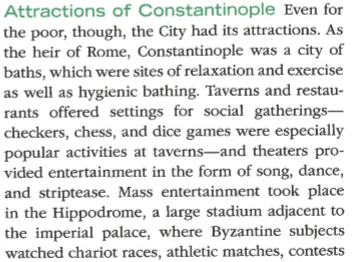 Attractions of Constantinople Even for
the poor, though, the City had its attractions. As
the heir of Rome, Constantinople was a city of
baths, which were sites of relaxation and exercise
as well as hygienic bathing. Taverns and restau-
rants offered settings for social gatherings—
checkers, chess, and dice games were especially
popular activities at taverns—and theaters pro-
vided entertainment in the form of song, dance,
and striptease. Mass entertainment took place
in the Hippodrome, a large stadium adjacent to
the imperial palace, where Byzantine subjects
watched chariot races, athletic matches, contests